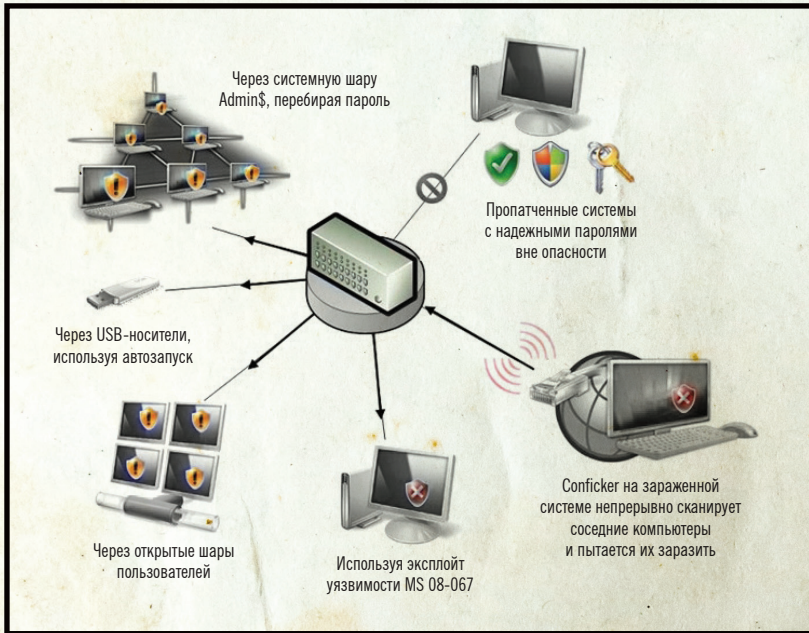 Через системную шару
Admin$, перебирая пароль
Пропатченные системы
с надежными паролями
вне опасности
Через USB-носители,
используя автозапуск
Conficker на зараженной
системе непрерывно сканирует
соседние компьютеры
и пытается их заразить
Через открытые шары
пользователей
Используя эксплойт
уязвимости MS 08-067